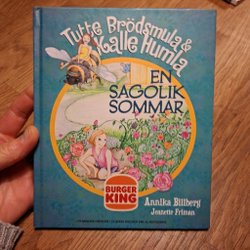 Tutte Brödsmula &
Kalle Humla
EN
SAGOLIK
SOMMAR
BURGER
KING
Annika Billberg
Jeanette Friman